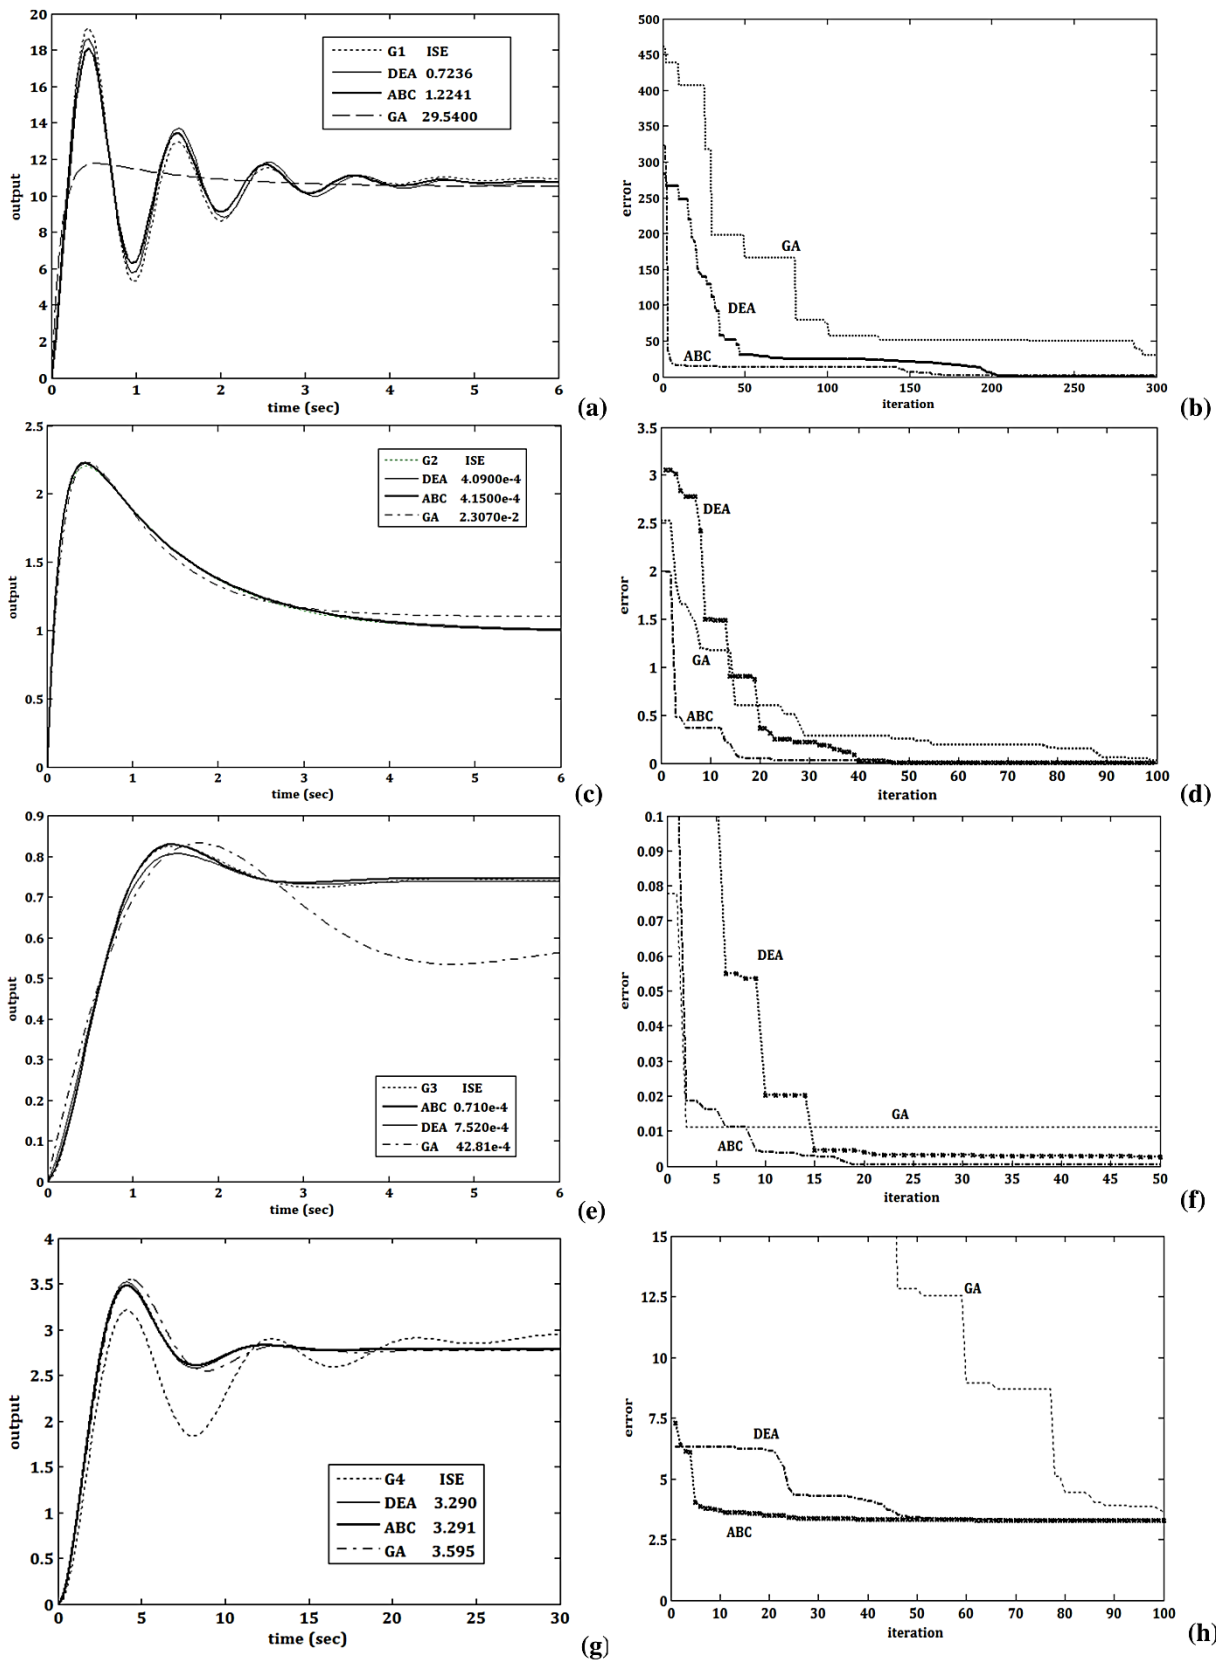 20
18
16
14
12
10
8
6
4
2
0
output
0 1 2 3 4 5 6
time (sec)
G1 ISE
DEA 0.7236
ABC 1.2241
GA 29.5400
(a)
500
450
400
350
300
250
200
150
100
50
0
error
GA
DEA
ABC
0 50 100 150 200 250 300
iteration
(b)
2.5
2
1.5
1
0.5
0
output
0 1 2 3 4 5 6
time (sec)
G2 ISE
DEA 4.0900e-4
ABC 4.1500e-4
GA 2.3070e-2
(c)
3.5
3
2.5
2
1.5
1
0.5
0
error
DEA
GA
ABC
0 10 20 30 40 50 60 70 80 90 100
iteration
(d)
0.9
0.8
0.7
0.6
0.5
0.4
0.3
0.2
0.1
0
output
0 1 2 3 4 5 6
time (sec)
G3 ISE
ABC 0.710e-4
DEA 7.520e-4
GA 42.81e-4
(e)
0.1
0.09
0.08
0.07
0.06
0.05
0.04
0.03
0.02
0.01
0
error
DEA
GA
ABC
0 5 10 15 20 25 30 35 40 45 50
iteration
(f)
4
3.5
3
2.5
2
1.5
1
0.5
0
output
0 5 10 15 20 25 30
time (sec)
G4 ISE
DEA 3.290
ABC 3.291
GA 3.595
(g)
15
12.5
10
7.5
5
2.5
0
error
GA
DEA
ABC
0 10 20 30 40 50 60 70 80 90 100
iteration
(h)